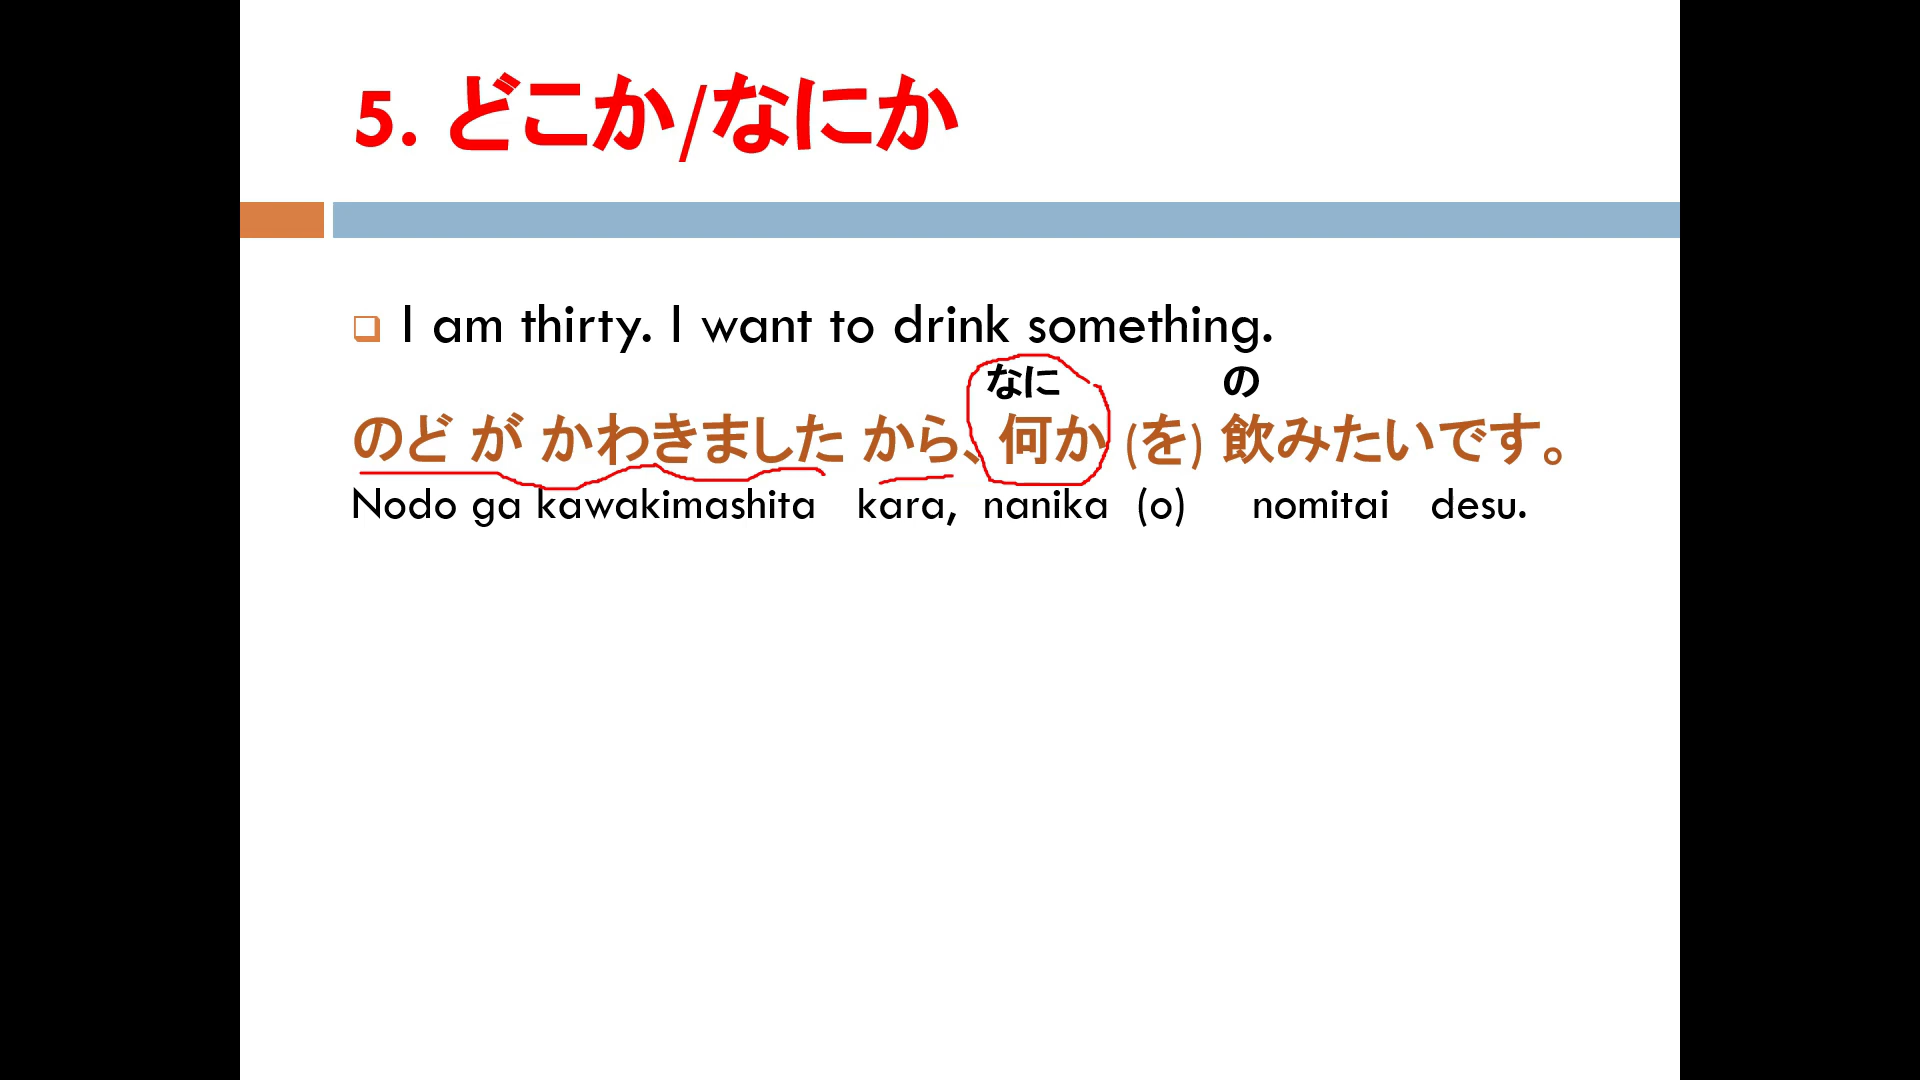 5. どこか/なにか
I am thirty. I want to drink something.
なに の
のど が かわきました から、何か (を) 飲みたいです。
Nodo ga kawakimashita kara, nanika (o) nomitai desu.